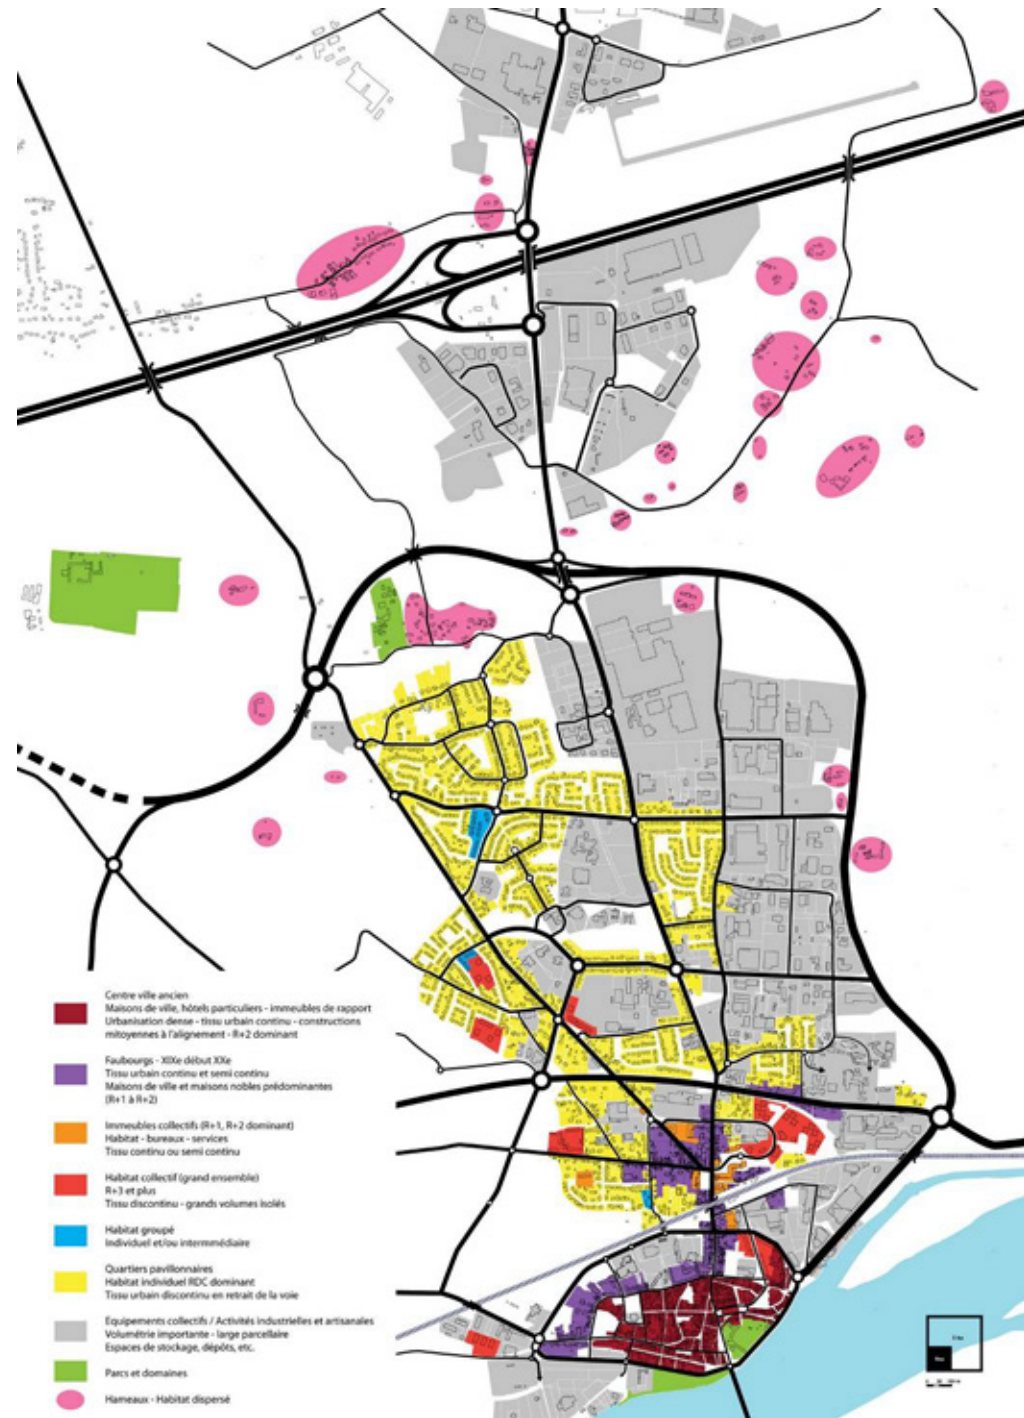 Centre ville ancien
Maisons de ville, hôtels particuliers - immeubles de rapport
Urbanisation dense - tissu urbain continu - constructions
mitoyennes à l'alignement - R+2 dominant
Faubourgs - XIXe début XXe
Tissu urbain continu et semi continu
Maisons de ville et maisons nobles prédominantes
(R+1 à R+2)
Immeubles collectifs (R+1, R+2 dominant)
Habitat - bureaux - services
Tissu continu ou semi continu
Habitat collectif (grand ensemble)
R+3 et plus
Tissu discontinu - grands volumes isolés
Habitat groupé
Individuel et/ou intermmédiaire
Quartiers pavillonnaires
Habitat individuel RDC dominant
Tissu urbain discontinu en retrait de la voie
Equipements collectifs / Activités industrielles et artisanales
Volumétrie importante - large parcellaire
Espaces de stockage, dépôts, etc.
Parcs et domaines
Hameaux - Habitat dispersé